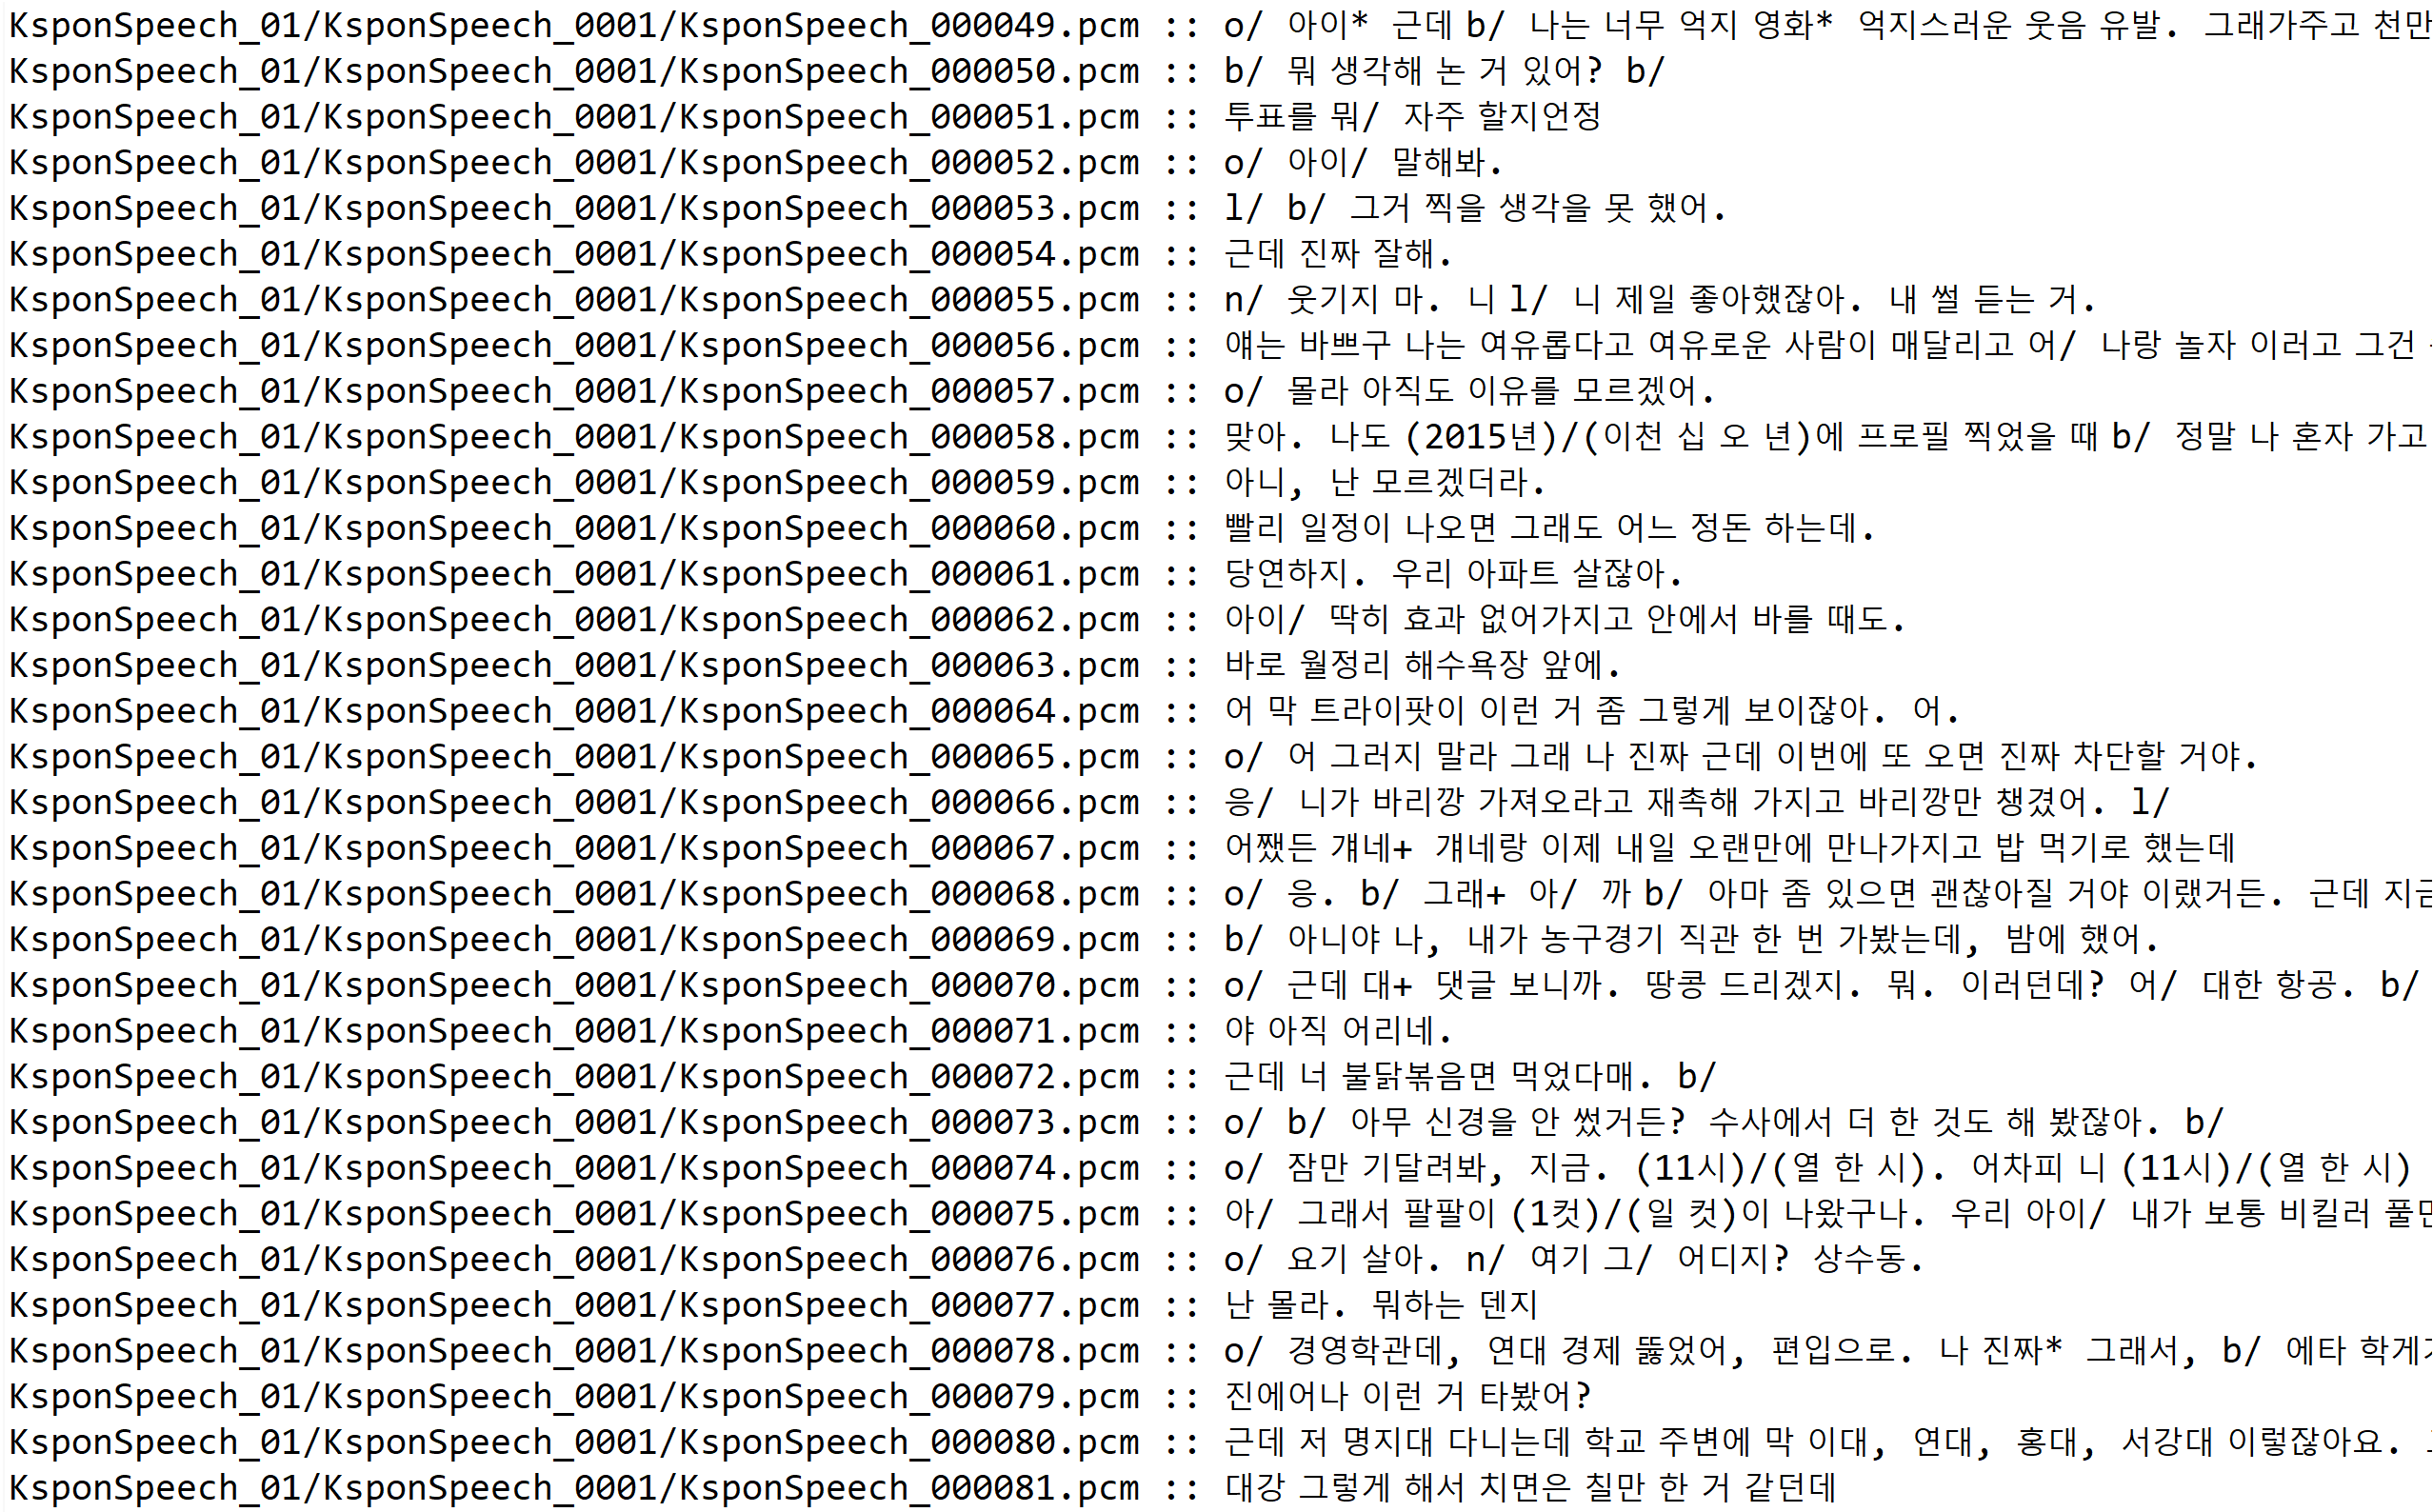 KsponSpeech_01/KsponSpeech_0001/KsponSpeech_000049.pcm :: o/ 아이* 근데 b/ 나는 너무 억지 영화* 억지스러운 웃음 유발. 그래가주고 천만
KsponSpeech_01/KsponSpeech_0001/KsponSpeech_000050.pcm :: b/ 뭐 생각해 논 거 있어? b/
KsponSpeech_01/KsponSpeech_0001/KsponSpeech_000051.pcm :: 투표를 뭐/ 자주 할지언정
KsponSpeech_01/KsponSpeech_0001/KsponSpeech_000052.pcm :: o/ 아이/ 말해봐.
KsponSpeech_01/KsponSpeech_0001/KsponSpeech_000053.pcm :: l/ b/ 그거 찍을 생각을 못 했어.
KsponSpeech_01/KsponSpeech_0001/KsponSpeech_000054.pcm :: 근데 진짜 잘해.
KsponSpeech_01/KsponSpeech_0001/KsponSpeech_000055.pcm :: n/ 웃기지 마. 니 l/ 니 제일 좋아했잖아. 내 썰 듣는 거.
KsponSpeech_01/KsponSpeech_0001/KsponSpeech_000056.pcm :: 얘는 바쁘구 나는 여유롭다고 여유로운 사람이 매달리고 어/ 나랑 놀자 이러고 그건
KsponSpeech_01/KsponSpeech_0001/KsponSpeech_000057.pcm :: o/ 몰라 아직도 이유를 모르겠어.
KsponSpeech_01/KsponSpeech_0001/KsponSpeech_000058.pcm :: 맞아. 나도 (2015년)/(이천 십 오 년)에 프로필 찍었을 때 b/ 정말 나 혼자 가고
KsponSpeech_01/KsponSpeech_0001/KsponSpeech_000059.pcm :: 아니, 난 모르겠더라.
KsponSpeech_01/KsponSpeech_0001/KsponSpeech_000060.pcm :: 빨리 일정이 나오면 그래도 어느 정돈 하는데.
KsponSpeech_01/KsponSpeech_0001/KsponSpeech_000061.pcm :: 당연하지. 우리 아파트 살잖아.
KsponSpeech_01/KsponSpeech_0001/KsponSpeech_000062.pcm :: 아이/ 딱히 효과 없어가지고 안에서 바를 때도.
KsponSpeech_01/KsponSpeech_0001/KsponSpeech_000063.pcm :: 바로 월정리 해수욕장 앞에.
KsponSpeech_01/KsponSpeech_0001/KsponSpeech_000064.pcm :: 어 막 트라이팟이 이런 거 좀 그렇게 보이잖아. 어.
KsponSpeech_01/KsponSpeech_0001/KsponSpeech_000065.pcm :: o/ 어 그러지 말라 그래 나 진짜 근데 이번에 또 오면 진짜 차단할 거야.
KsponSpeech_01/KsponSpeech_0001/KsponSpeech_000066.pcm :: 응/ 니가 바리깡 가져오라고 재촉해 가지고 바리깡만 챙겼어. l/
KsponSpeech_01/KsponSpeech_0001/KsponSpeech_000067.pcm :: 어쨌든 걔네+ 걔네랑 이제 내일 오랜만에 만나가지고 밥 먹기로 했는데
KsponSpeech_01/KsponSpeech_0001/KsponSpeech_000068.pcm :: o/ 응. b/ 그래+ 아/ 까 b/ 아마 좀 있으면 괜찮아질 거야 이랬거든. 근데 지금
KsponSpeech_01/KsponSpeech_0001/KsponSpeech_000069.pcm :: b/ 아니야 나, 내가 농구경기 직관 한 번 가봤는데, 밤에 했어.
KsponSpeech_01/KsponSpeech_0001/KsponSpeech_000070.pcm :: o/ 근데 대+ 댓글 보니까. 땅콩 드리겠지. 뭐. 이러던데? 어/ 대한 항공. b/
KsponSpeech_01/KsponSpeech_0001/KsponSpeech_000071.pcm :: 야 아직 어리네.
KsponSpeech_01/KsponSpeech_0001/KsponSpeech_000072.pcm :: 근데 너 불닭볶음면 먹었다매. b/
KsponSpeech_01/KsponSpeech_0001/KsponSpeech_000073.pcm :: o/ b/ 아무 신경을 안 썼거든? 수사에서 더 한 것도 해 봤잖아. b/
KsponSpeech_01/KsponSpeech_0001/KsponSpeech_000074.pcm :: o/ 잠만 기달려봐, 지금. (11시)/(열 한 시). 어차피 니 (11시)/(열 한 시)
KsponSpeech_01/KsponSpeech_0001/KsponSpeech_000075.pcm :: 아/ 그래서 팔팔이 (1컷)/(일 컷)이 나왔구나. 우리 아이/ 내가 보통 비킬러
KsponSpeech_01/KsponSpeech_0001/KsponSpeech_000076.pcm :: o/ 요기 살아. n/ 여기 그/ 어디지? 상수동.
KsponSpeech_01/KsponSpeech_0001/KsponSpeech_000077.pcm :: 난 몰라. 뭐하는 덴지
KsponSpeech_01/KsponSpeech_0001/KsponSpeech_000078.pcm :: o/ 경영학관데, 연대 경제 뚫었어, 편입으로. 나 진짜* 그래서, b/ 에타
KsponSpeech_01/KsponSpeech_0001/KsponSpeech_000079.pcm :: 진에어나 이런 거 타봤어?
KsponSpeech_01/KsponSpeech_0001/KsponSpeech_000080.pcm :: 근데 저 명지대 다니는데 학교 주변에 막 이대, 연대, 홍대, 서강대 이렇잖아요.
KsponSpeech_01/KsponSpeech_0001/KsponSpeech_000081.pcm :: 대강 그렇게 해서 치면은 칠만 한 거 같던데